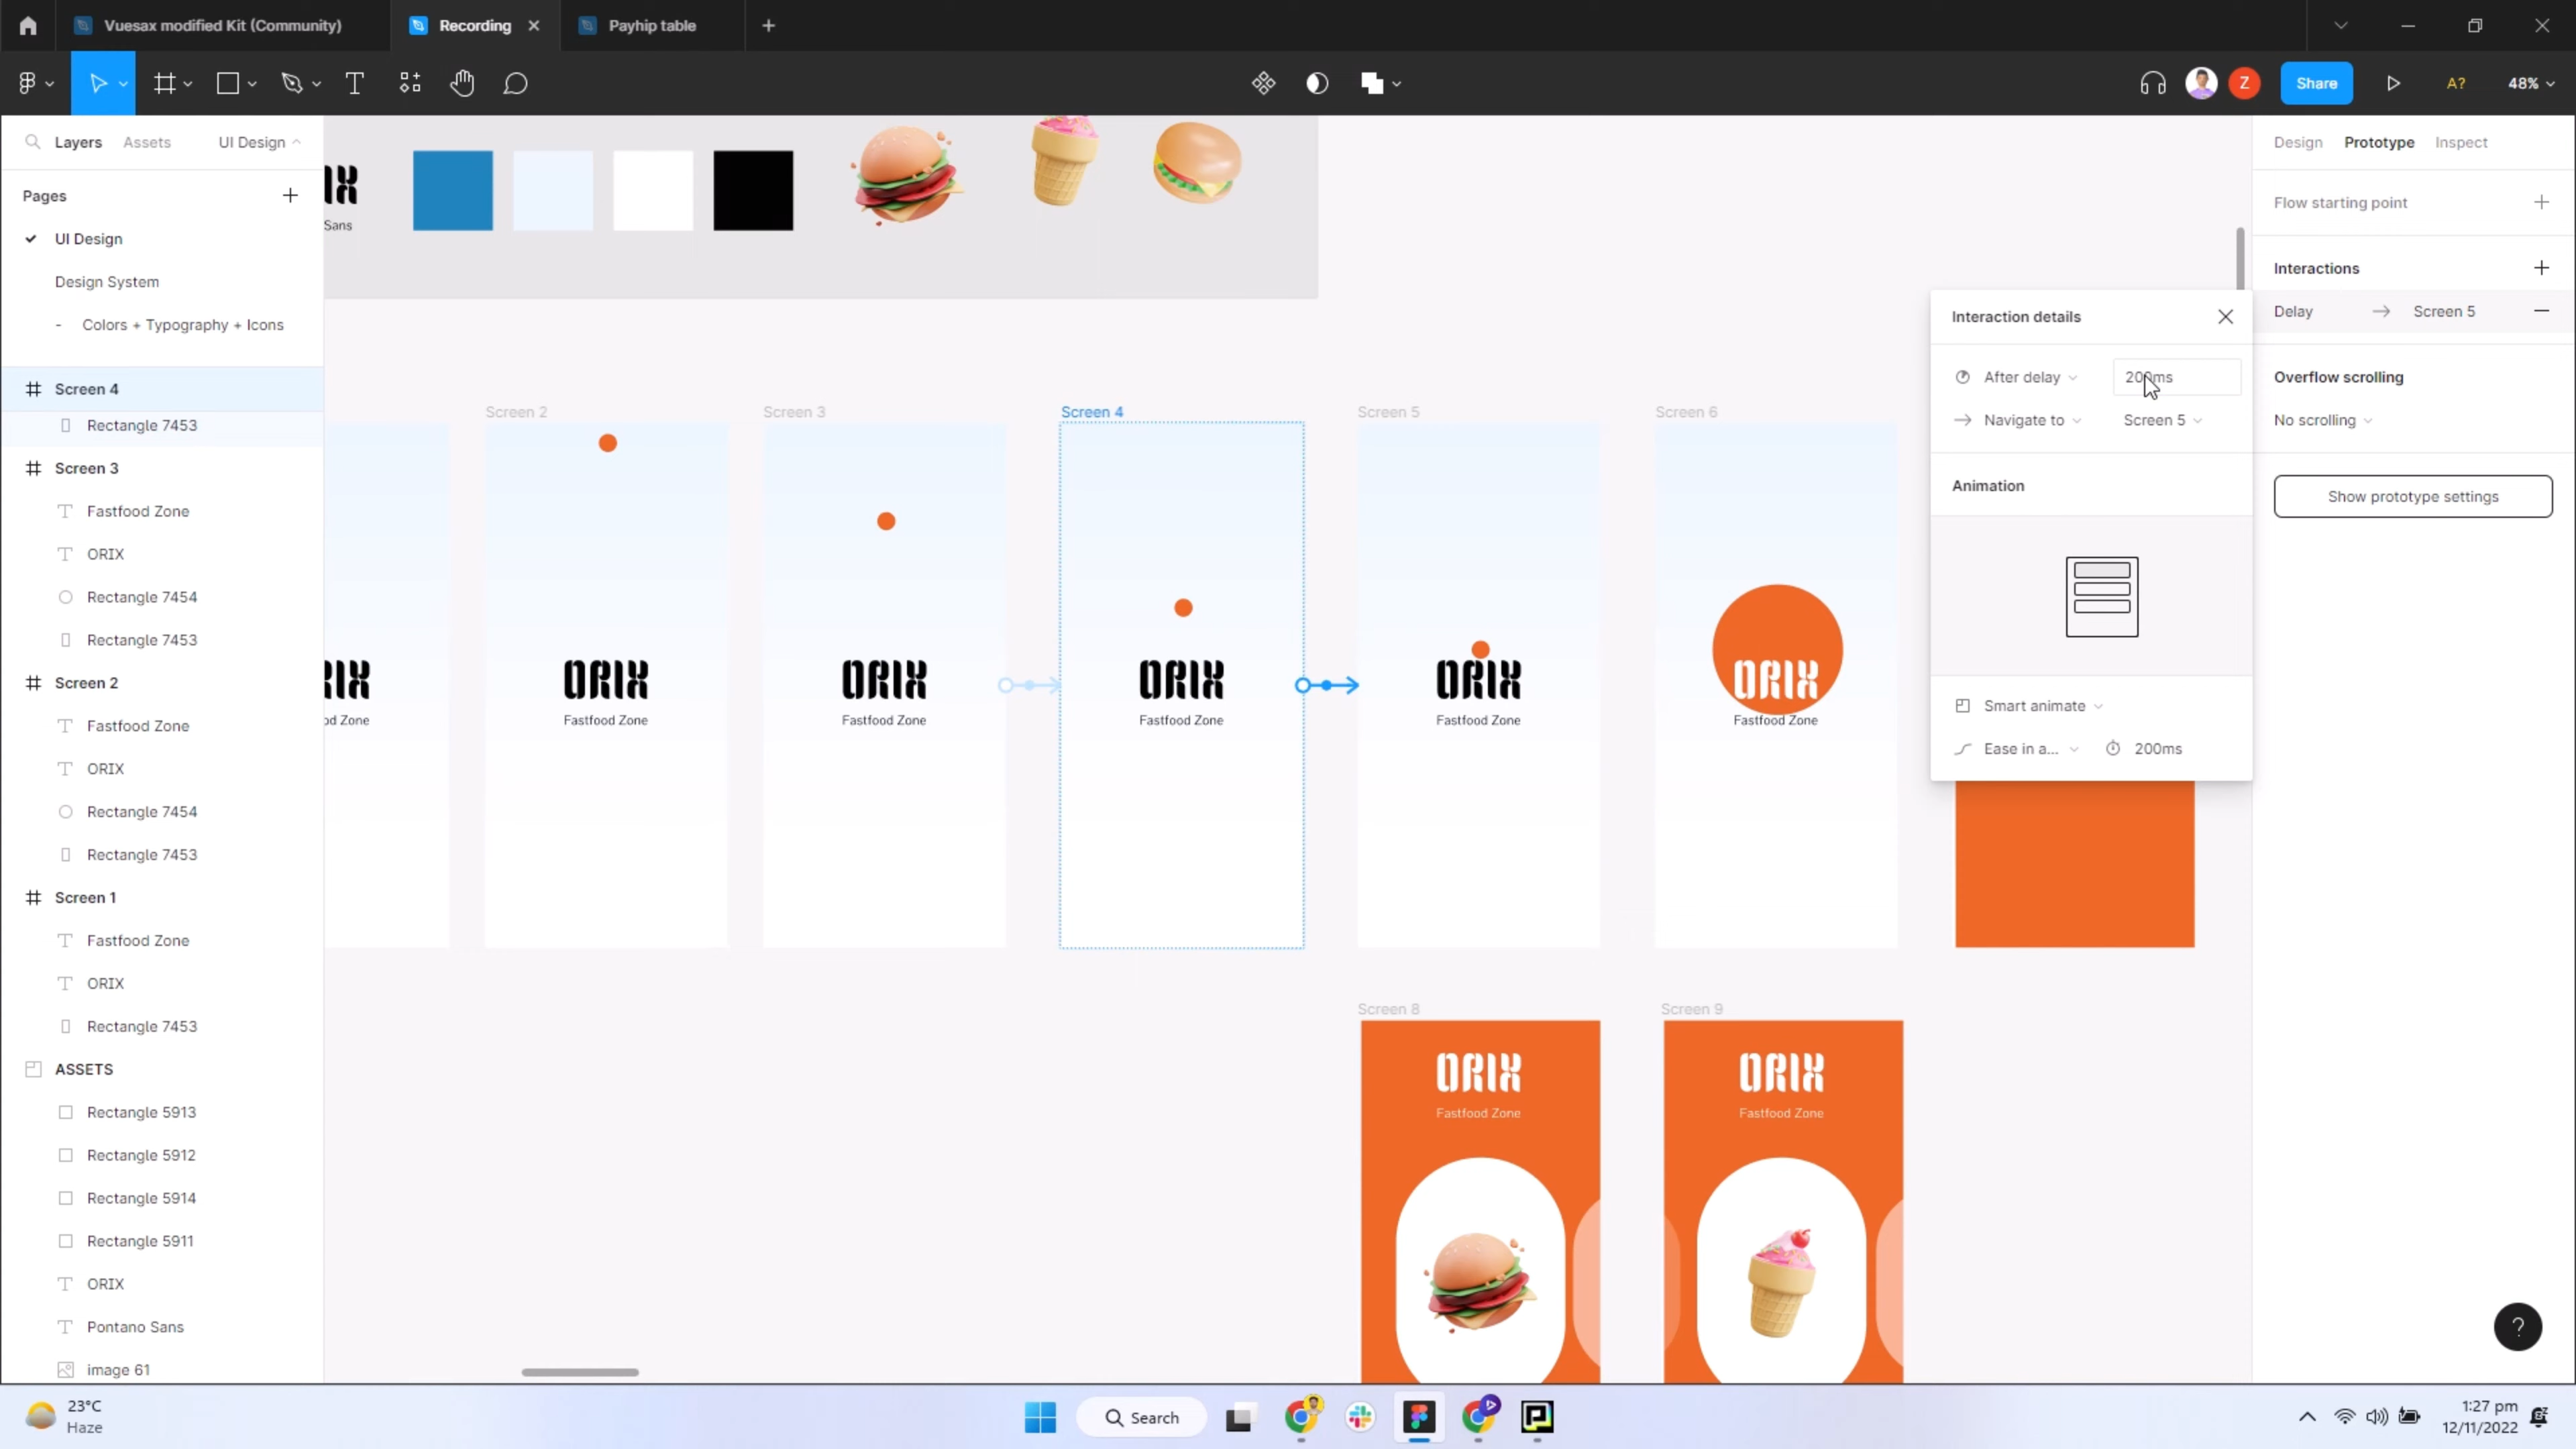 Vuesax modified Kit (Community)
Recording
Payhip table
Z
Share
A?
48%
Layers
Assets
UI Design
Pages
UI Design
Design System
- Colors + Typography + Icons
Screen 4
Rectangle 7453
Screen 3
Fastfood Zone
ORIX
Rectangle 7454
Rectangle 7453
Screen 2
Fastfood Zone
ORIX
Rectangle 7454
Rectangle 7453
Screen 1
Fastfood Zone
ORIX
Rectangle 7453
ASSETS
Rectangle 5913
Rectangle 5912
Rectangle 5914
Rectangle 5911
ORIX
Pontano Sans
image 61
IX
Sans
RIX
od Zone
Screen 2
ORIX
Fastfood Zone
Screen 3
ORIX
Fastfood Zone
Screen 4
ORIX
Fastfood Zone
Screen 5
ORIX
Fastfood Zone
Screen 6
ORIX
Fastfood Zone
Screen 8
ORIX
Fastfood Zone
Screen 9
ORIX
Fastfood Zone
Interaction details
After delay
200ms
Navigate to
Screen 5
Animation
Smart animate
Ease in a...
200ms
Design
Prototype
Inspect
Flow starting point
Interactions
Delay
Screen 5
Overflow scrolling
No scrolling
Show prototype settings
?
23°C
Haze
Search
1:27 pm
12/11/2022